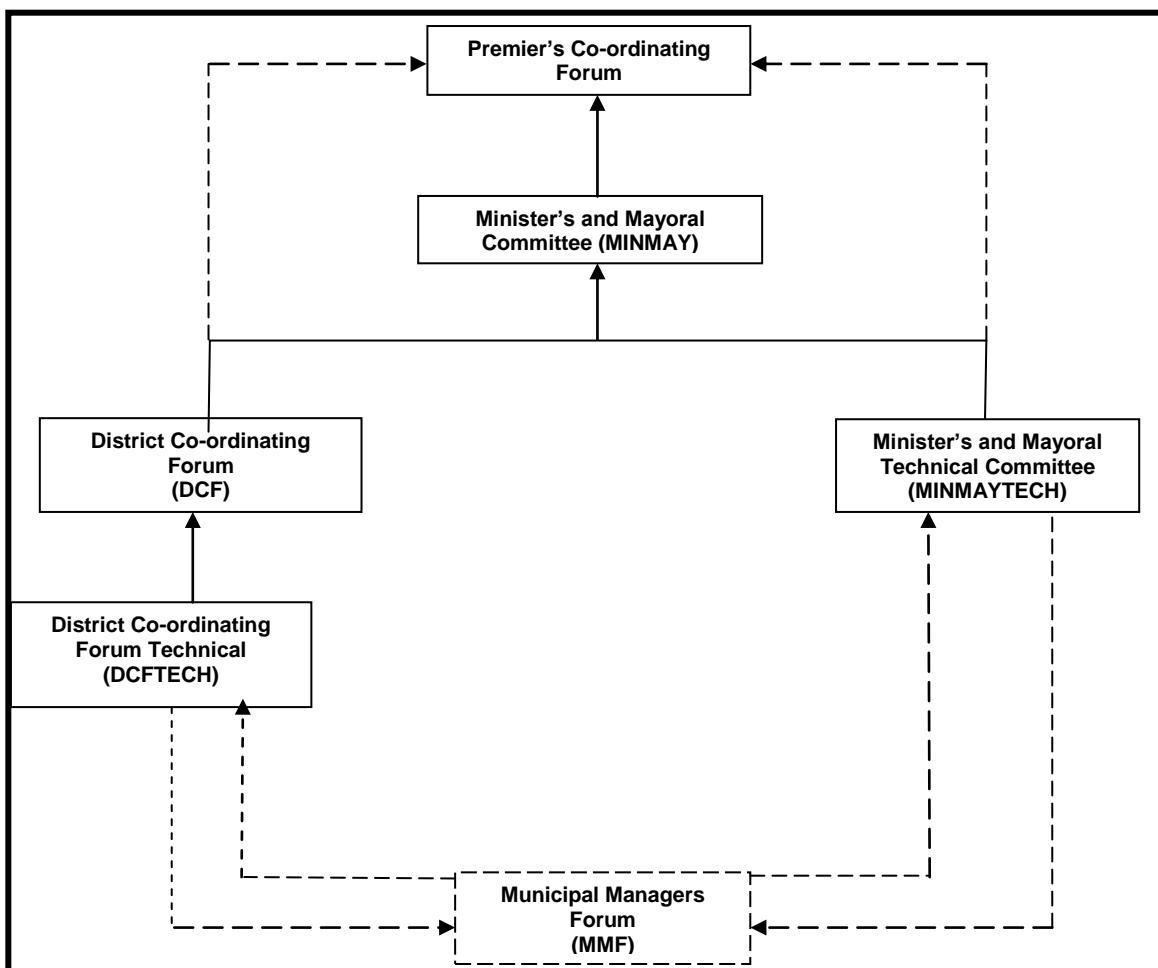 Premier's Co-ordinating
Forum
Minister's and Mayoral
Committee (MINMAY)
District Co-ordinating
Forum
(DCF)
Minister's and Mayoral
Technical Committee
(MINMAYTECH)
District Co-ordinating
Forum Technical
(DCFTECH)
Municipal Managers
Forum
(MMF)